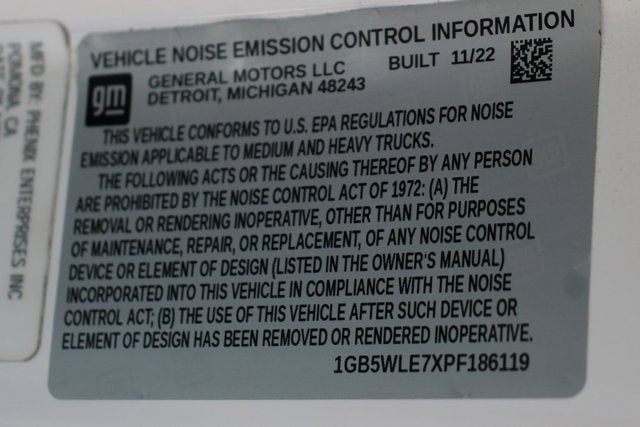 VEHICLE NOISE EMISSION CONTROL INFORMATION
gm
GENERAL MOTORS LLC BUILT 11/22
DETROIT, MICHIGAN 48243
THIS VEHICLE CONFORMS TO U.S. EPA REGULATIONS FOR NOISE
EMISSION APPLICABLE TO MEDIUM AND HEAVY TRUCKS.
THE FOLLOWING ACTS OR THE CAUSING THEREOF BY ANY PERSON
ARE PROHIBITED BY THE NOISE CONTROL ACT OF 1972: (A) THE
REMOVAL OR RENDERING INOPERATIVE, OTHER THAN FOR PURPOSES
OF MAINTENANCE, REPAIR, OR REPLACEMENT, OF ANY NOISE CONTROL
DEVICE OR ELEMENT OF DESIGN (LISTED IN THE OWNER'S MANUAL)
INCORPORATED INTO THIS VEHICLE IN COMPLIANCE WITH THE NOISE
CONTROL ACT; (B) THE USE OF THIS VEHICLE AFTER SUCH DEVICE OR
ELEMENT OF DESIGN HAS BEEN REMOVED OR RENDERED INOPERATIVE.
1GB5WLE7XPF186119
MFD BY: PHENIX ENTERPRISES INC
POMONA, CA